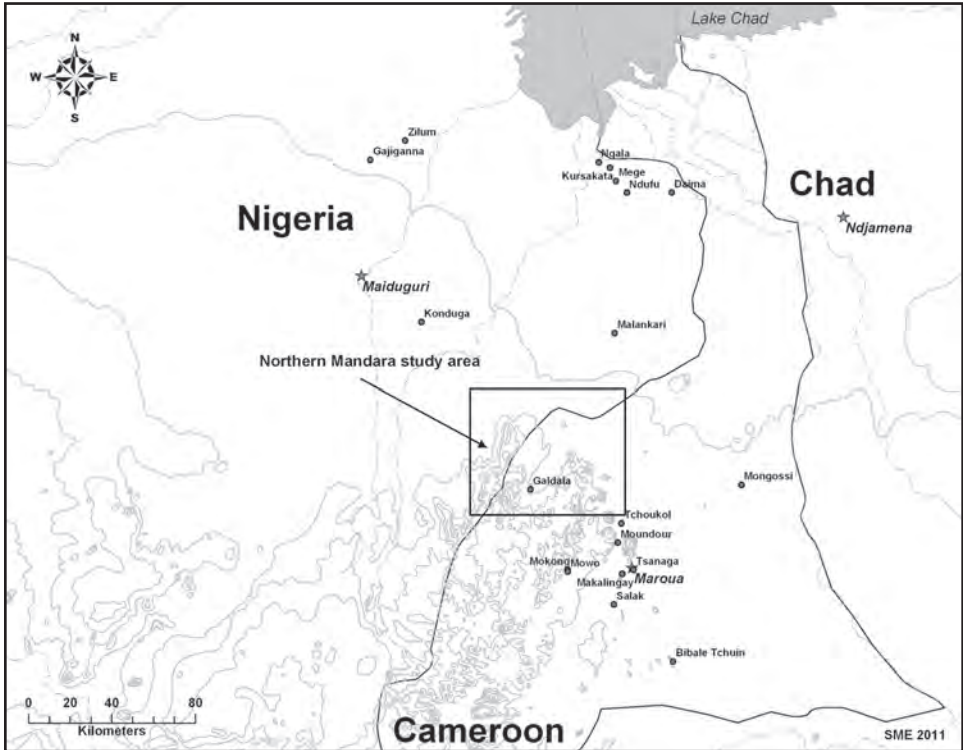 Lake Chad
N
W
E
S
Zilum
Gajiganna
Ngala
Mege
Kursakata
Ndufu
Daima
Chad
Nigeria
Ndjamena
Maiduguri
Konduga
Malankari
Northern Mandara study area
Galdala
Mongossi
Tchoukol
Moundour
Mokong
Mowo
Tsanaga
Makalingay
Maroua
Salak
Bibale Tchuin
0 20 40 60 80
Kilometers
Cameroon
SME 2011